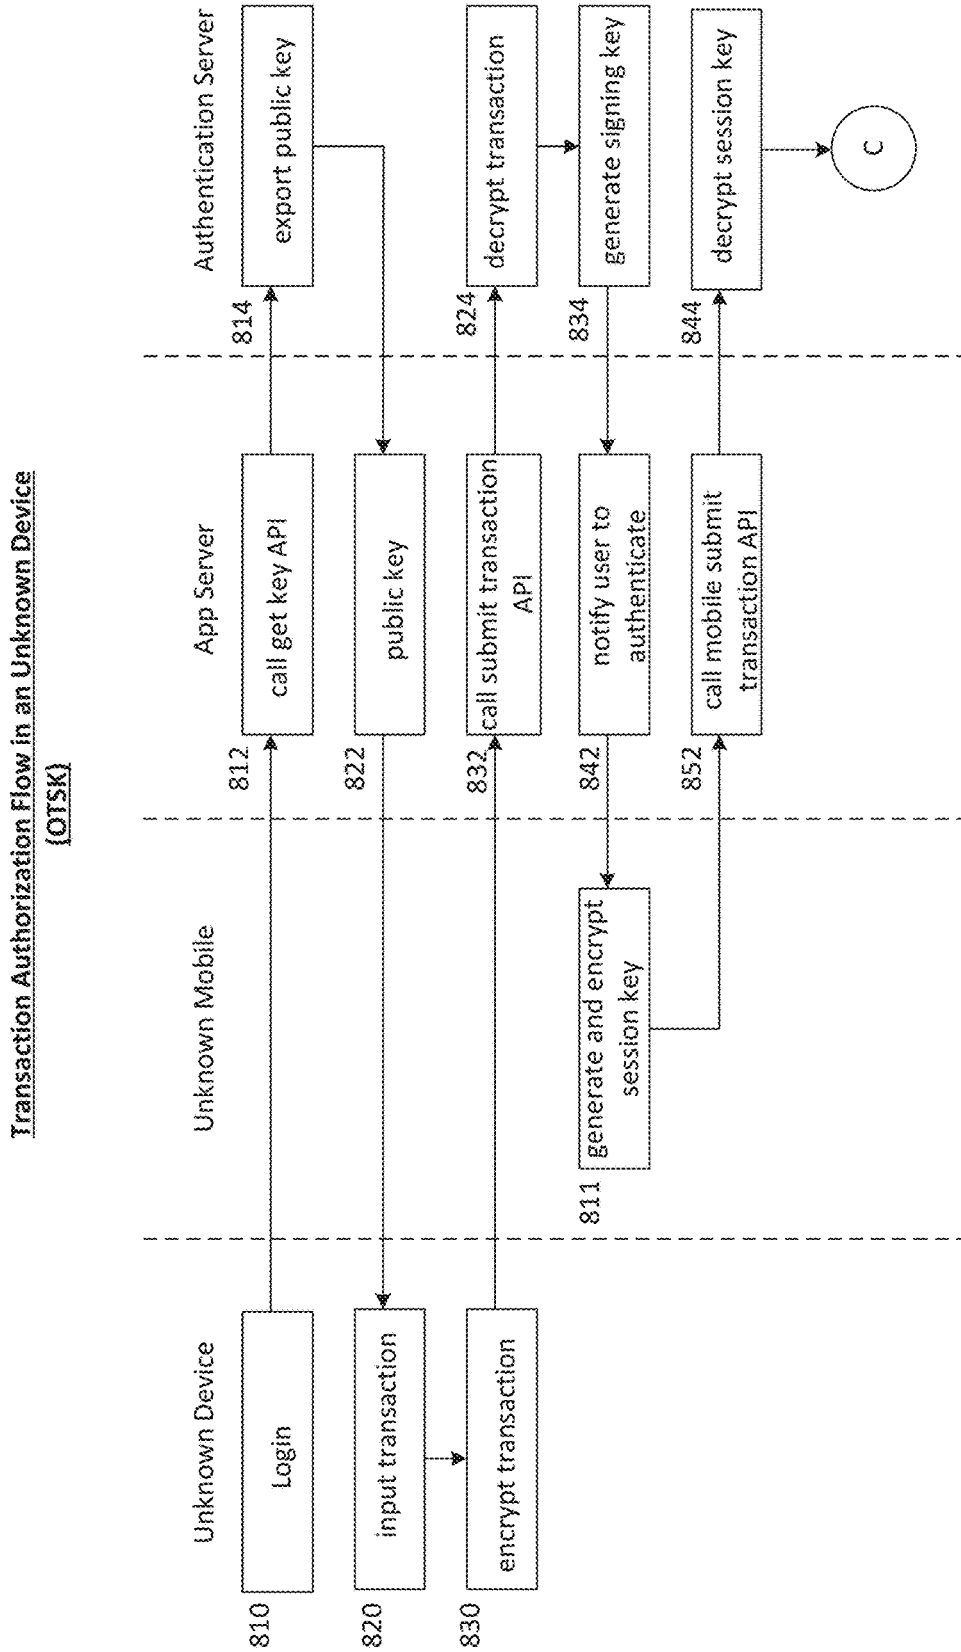 Transaction Authorization Flow in an Unknown Device
(OTSK)
Unknown Device
Unknown Mobile
App Server
Authentication Server
810
Login
812
call get key API
814
export public key
820
input transaction
822
public key
830
encrypt transaction
832
call submit transaction
API
824
decrypt transaction
811
generate and encrypt
session key
842
notify user to
authenticate
834
generate signing key
852
call mobile submit
transaction API
844
decrypt session key
C